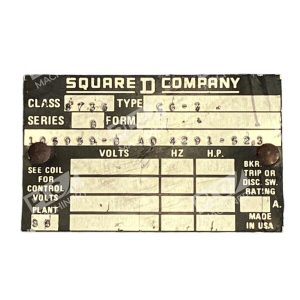 SQUARE D COMPANY
CLASS 8736 TYPE
SERIES FORM
VOLTS HZ H.P.
SEE COIL
FOR
CONTROL
VOLTS
PLANT
BKR.
TRIP OR
DISC. SW.
RATING
A.
MADE
IN USA